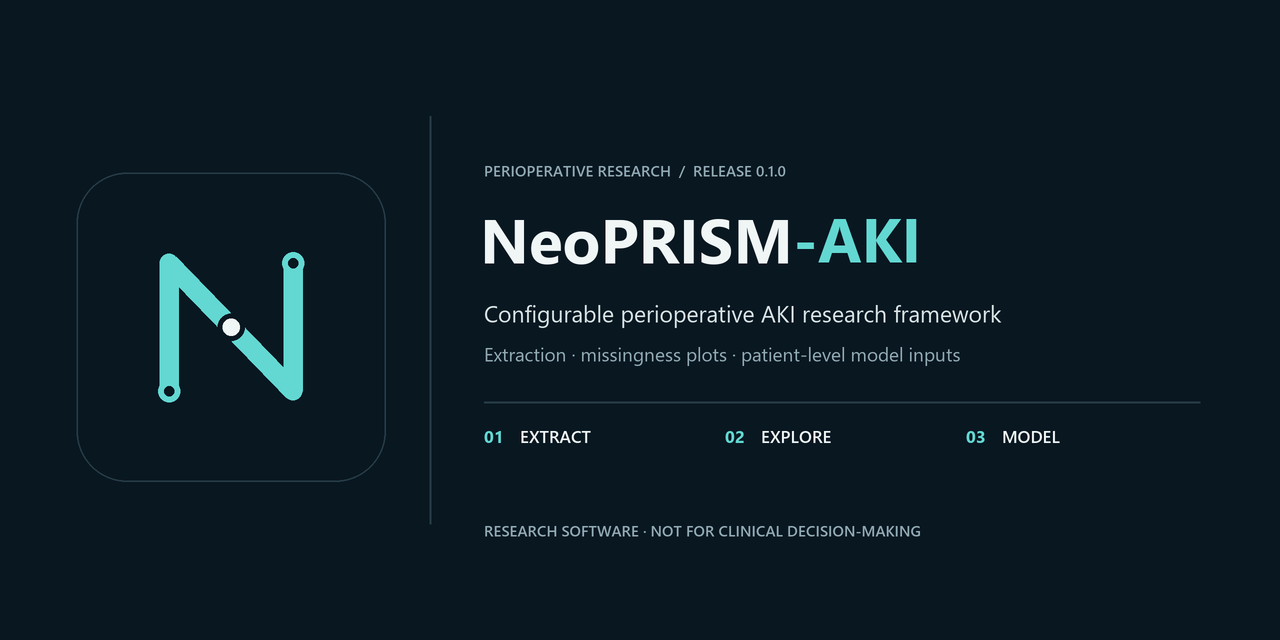 PERIOPERATIVE RESEARCH / RELEASE 0.1.0
NeoPRISM-AKI
Configurable perioperative AKI research framework
Extraction · missingness plots · patient-level model inputs
01 EXTRACT 02 EXPLORE 03 MODEL
RESEARCH SOFTWARE · NOT FOR CLINICAL DECISION-MAKING